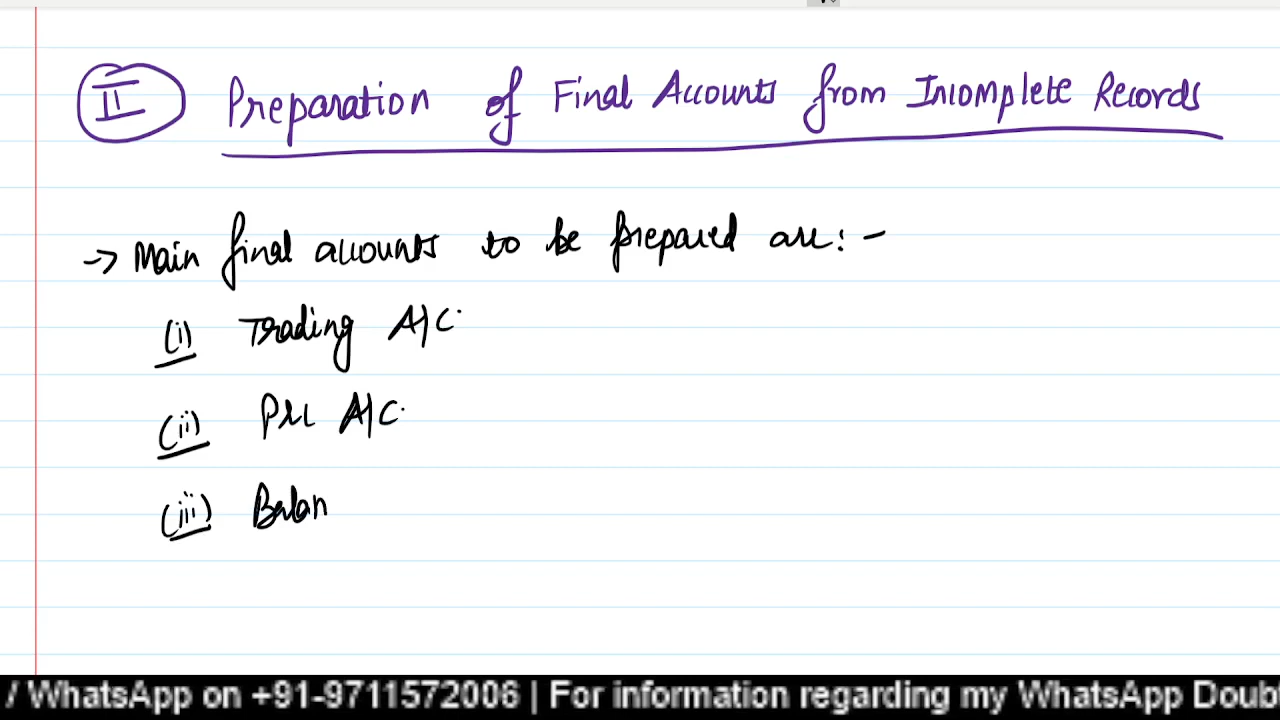 II Preparation of Final Accounts from Incomplete Records
→ Main final accounts to be prepared are: -
(i) Trading A/C.
(ii) P&L A/C.
(iii) Balan
/ WhatsApp on +91-9711572006 | For information regarding my WhatsApp Doub